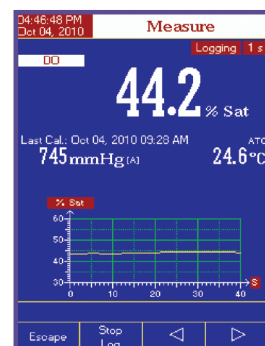 04:46:48 PM
Oct 04, 2010
Measure
Logging 1 s
DO
44.2 % Sat
Last Cal.: Oct 04, 2010 09:28 AM
ATC
745 mmHg [A]
24.6°C
% Sat
60
50
40
30
0 10 20 30 40
S
Escape
Stop
Log